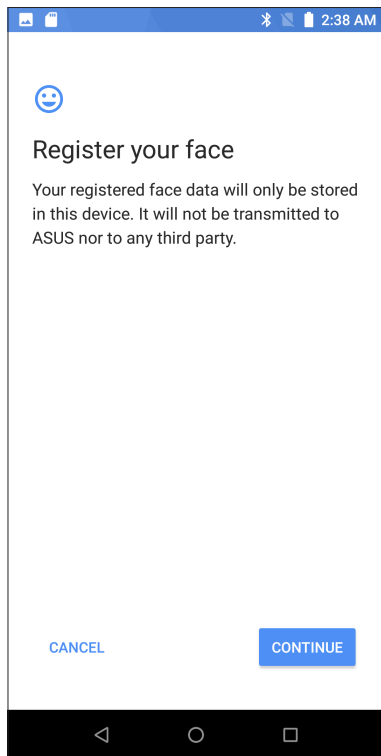 2:38 AM
Register your face
Your registered face data will only be stored
in this device. It will not be transmitted to
ASUS nor to any third party.
CANCEL
CONTINUE